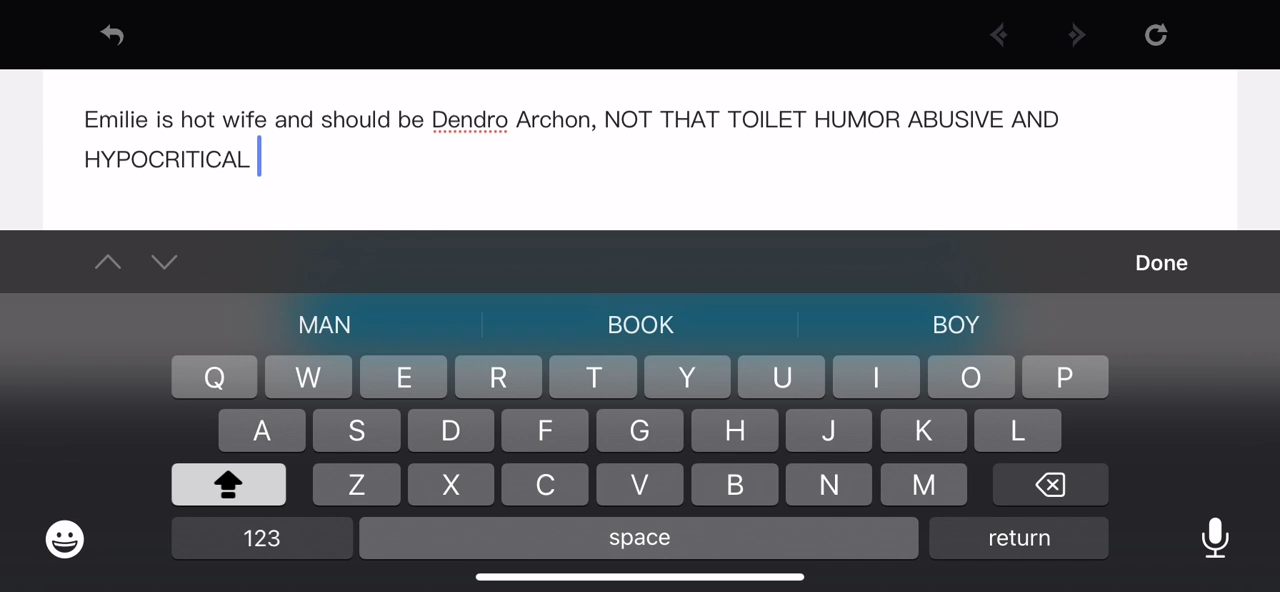 Emilie is hot wife and should be Dendro Archon, NOT THAT TOILET HUMOR ABUSIVE AND
HYPOCRITICAL
Done
MAN BOOK BOY
Q W E R T Y U I O P
A S D F G H J K L
Z X C V B N M
123 space return